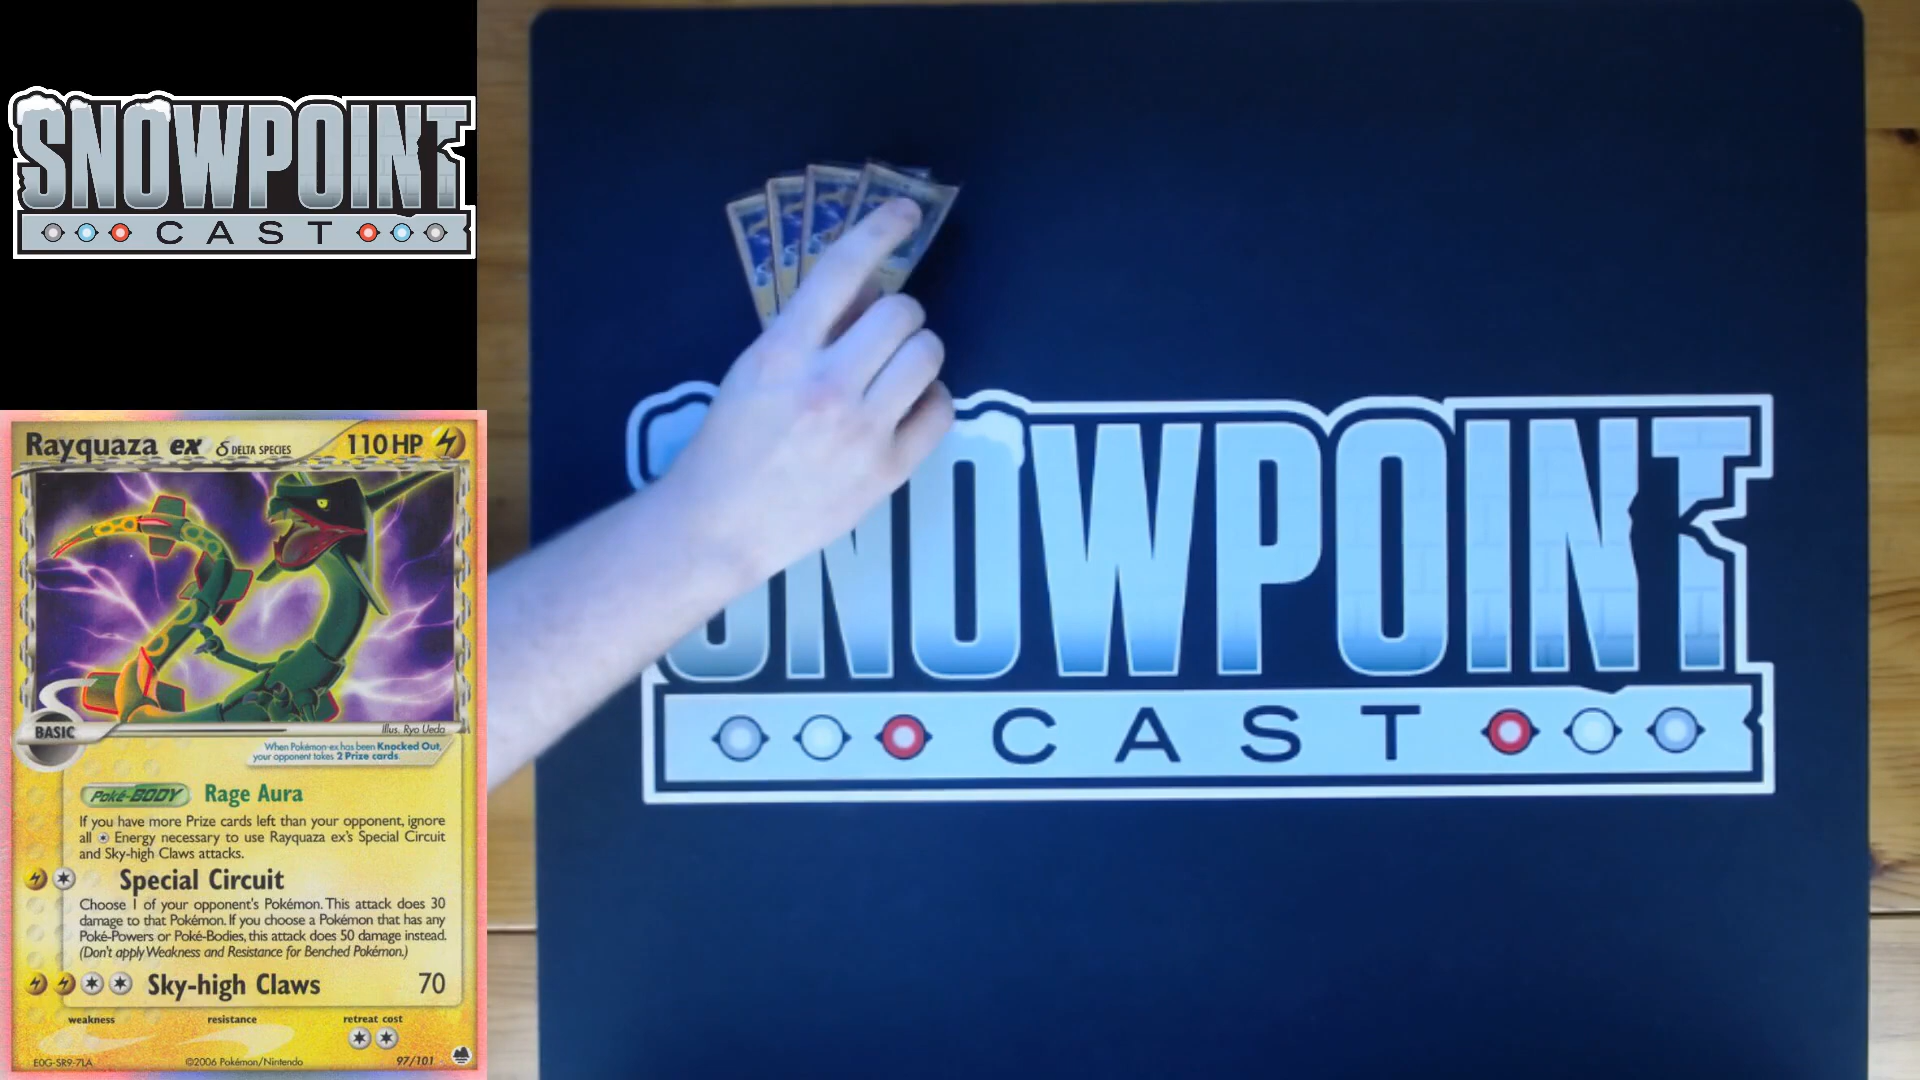 SNOWPOINT
CAST
Rayquaza ex δ DELTA SPECIES 110 HP
BASIC
Illus. Ryo Ueda
When Pokémon-ex has been Knocked Out,
your opponent takes 2 Prize cards.
Poké-BODY Rage Aura
If you have more Prize cards left than your opponent, ignore
all Energy necessary to use Rayquaza ex's Special Circuit
and Sky-high Claws attacks.
Special Circuit
Choose 1 of your opponent's Pokémon. This attack does 30
damage to that Pokémon. If you choose a Pokémon that has any
Poké-Powers or Poké-Bodies, this attack does 50 damage instead.
(Don't apply Weakness and Resistance for Benched Pokémon.)
Sky-high Claws 70
weakness resistance retreat cost
E0G-SR9-7LA ©2006 Pokémon/Nintendo 97/101
SNOWPOINT
CAST